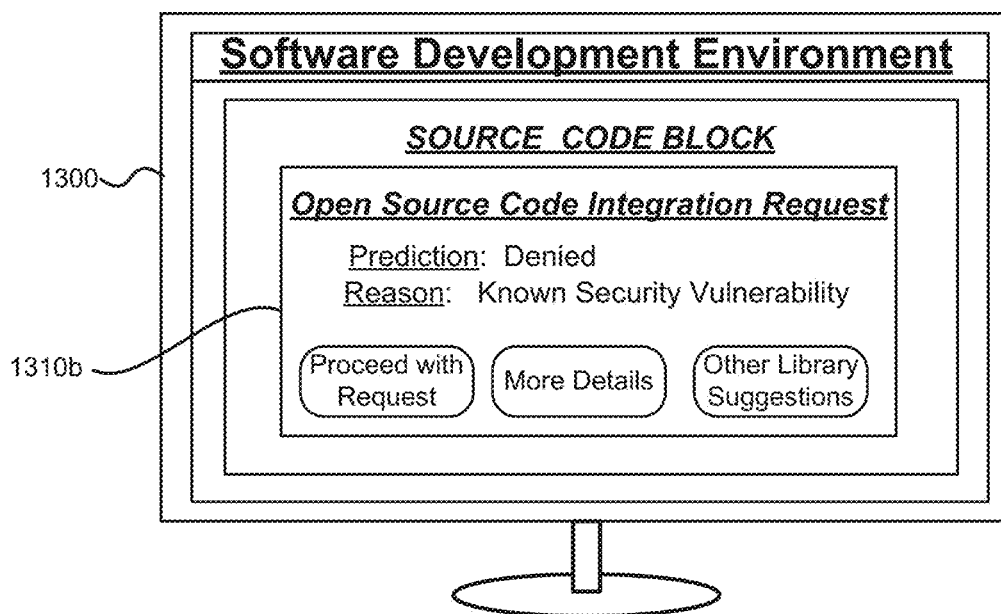 Software Development Environment
SOURCE CODE BLOCK
1300
Open Source Code Integration Request
Prediction: Denied
Reason: Known Security Vulnerability
1310b
Proceed with
Request
More Details
Other Library
Suggestions